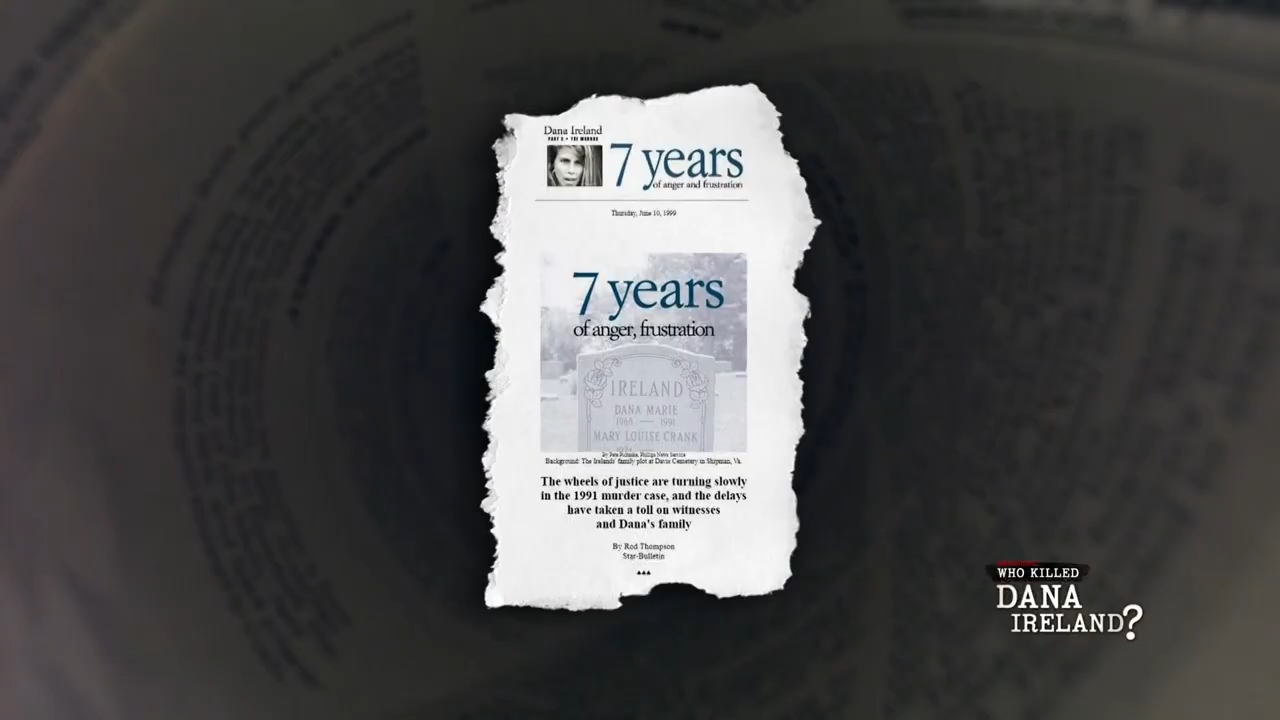 Dana Ireland
7 years
of anger and frustration
Thursday, June 10, 1999
7 years
of anger, frustration
IRELAND
DANA MARIE
1968 — 1991
MARY LOUISE CRANK
Background: The Irelands' family plot at Davis Cemetery in Shipman, Va.
The wheels of justice are turning slowly
in the 1991 murder case, and the delays
have taken a toll on witnesses
and Dana's family
By Rod Thompson
Star-Bulletin
WHO KILLED
DANA
IRELAND?